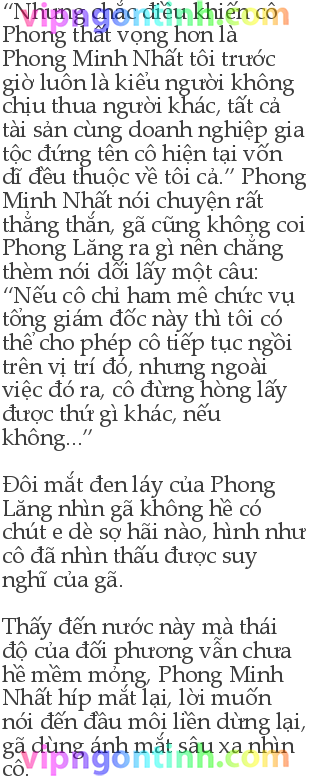 “Nhưng chắc điều khiến cô
Phong thất vọng hơn là
Phong Minh Nhất tôi trước
giờ luôn là kiểu người không
chịu thua người khác, tất cả
tài sản cùng doanh nghiệp gia
tộc đứng tên cô hiện tại vốn
dĩ đều thuộc về tôi cả.” Phong
Minh Nhất nói chuyện rất
thẳng thắn, gã cũng không coi
Phong Lăng ra gì nên chẳng
thèm nói dối lấy một câu:
“Nếu cô chỉ ham mê chức vụ
tổng giám đốc này thì tôi có
thể cho phép cô tiếp tục ngồi
trên vị trí đó, nhưng ngoài
việc đó ra, cô đừng hòng lấy
được thứ gì khác, nếu
không...”
Đôi mắt đen láy của Phong
Lăng nhìn gã không hề có
chút e dè sợ hãi nào, hình như
cô đã nhìn thấu được suy
nghĩ của gã.
Thấy đến nước này mà thái
độ của đối phương vẫn chưa
hề mềm mỏng, Phong Minh
Nhất híp mắt lại, lời muốn
nói đến đầu môi liền dừng lại,
gã dùng ánh mắt sâu xa nhìn
cô.
vipngontinh.com
vipngontinh.com